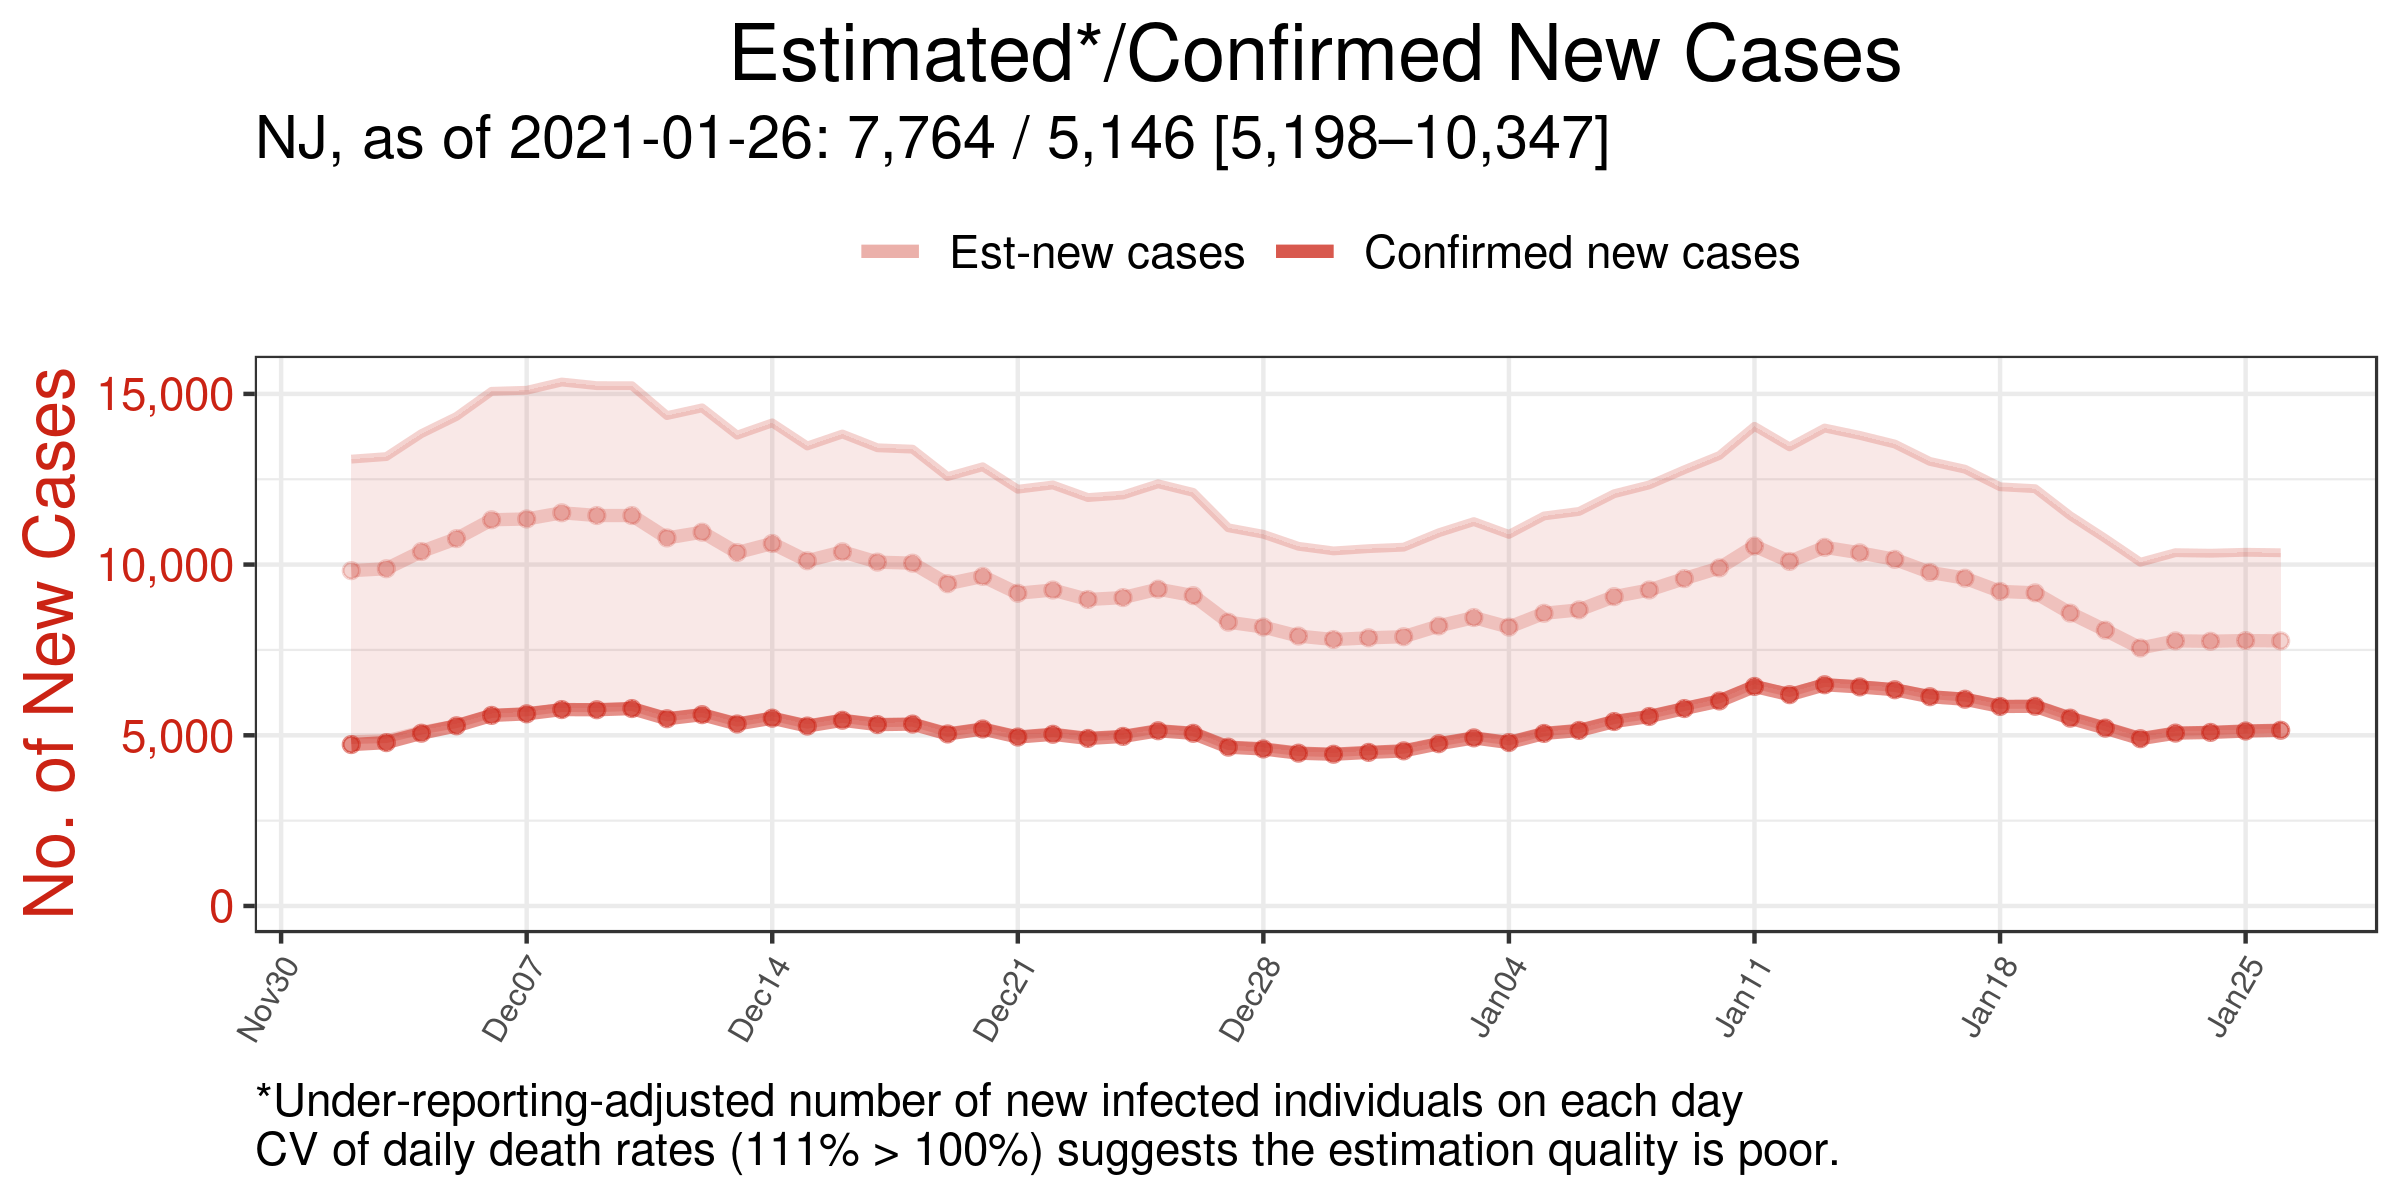 Estimated*/Confirmed New Cases
NJ, as of 2021-01-26: 7,764 / 5,146 [5,198–10,347]
Est-new cases
Confirmed new cases
No. of New Cases
15,000
10,000
5,000
0
Nov30
Dec07
Dec14
Dec21
Dec28
Jan04
Jan11
Jan18
Jan25
*Under-reporting-adjusted number of new infected individuals on each day
CV of daily death rates (111% > 100%) suggests the estimation quality is poor.